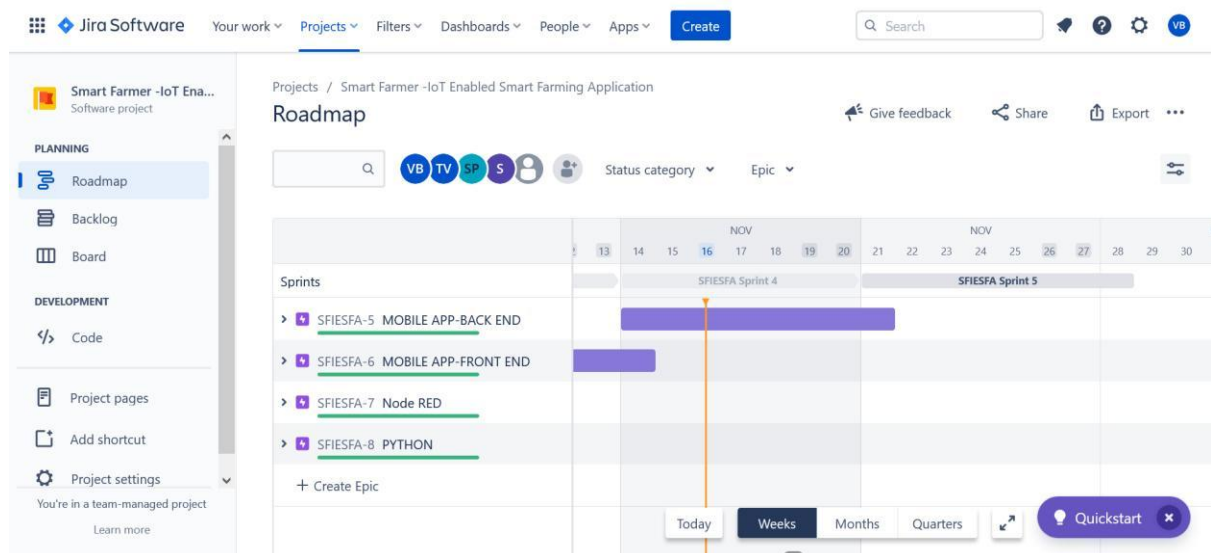 Jira Software Your work Projects Filters Dashboards People Apps Create Search VB
Smart Farmer -IoT Ena...
Software project
PLANNING
Roadmap
Backlog
Board
DEVELOPMENT
Code
Project pages
Add shortcut
Project settings
You're in a team-managed project
Learn more
Projects / Smart Farmer -IoT Enabled Smart Farming Application
Roadmap Give feedback Share Export
VB TV SP S Status category Epic
NOV NOV
13 14 15 16 17 18 19 20 21 22 23 24 25 26 27 28 29 30
Sprints SFIESFA Sprint 4 SFIESFA Sprint 5
SFIESFA-5 MOBILE APP-BACK END
SFIESFA-6 MOBILE APP-FRONT END
SFIESFA-7 Node RED
SFIESFA-8 PYTHON
+ Create Epic
Today Weeks Months Quarters Quickstart